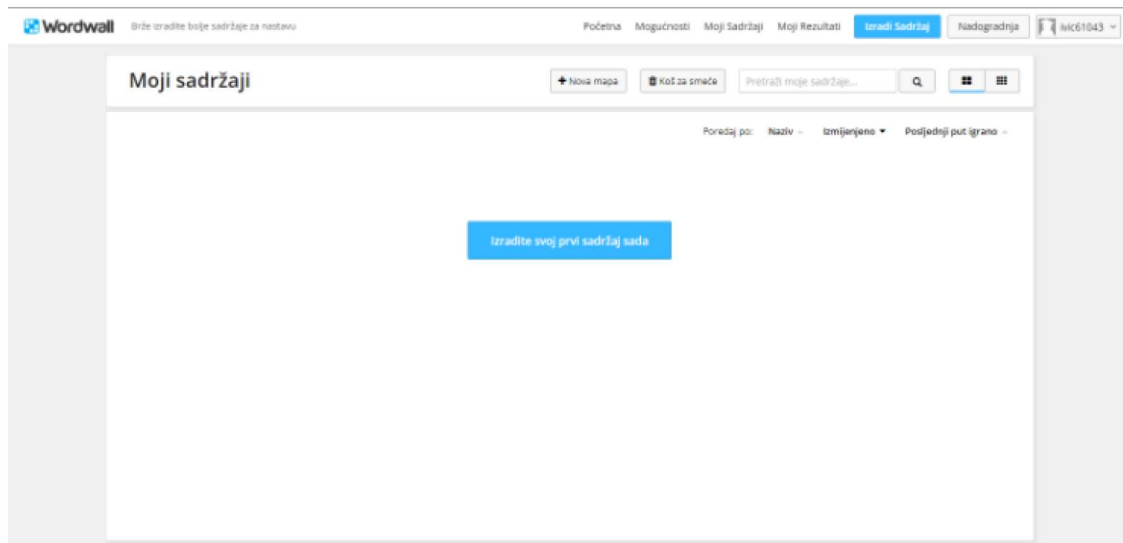 Wordwall Brže izradite bolje sadržaje za nastavu Početna Mogućnosti Moji Sadržaji Moji Rezultati Izradi Sadržaj Nadogradnja ivic61043
Moji sadržaji + Nova mapa Koš za smeće Pretraži moje sadržaje...
Poredaj po: Naziv Izmijenjeno Posljednji put igrano
Izradite svoj prvi sadržaj sada